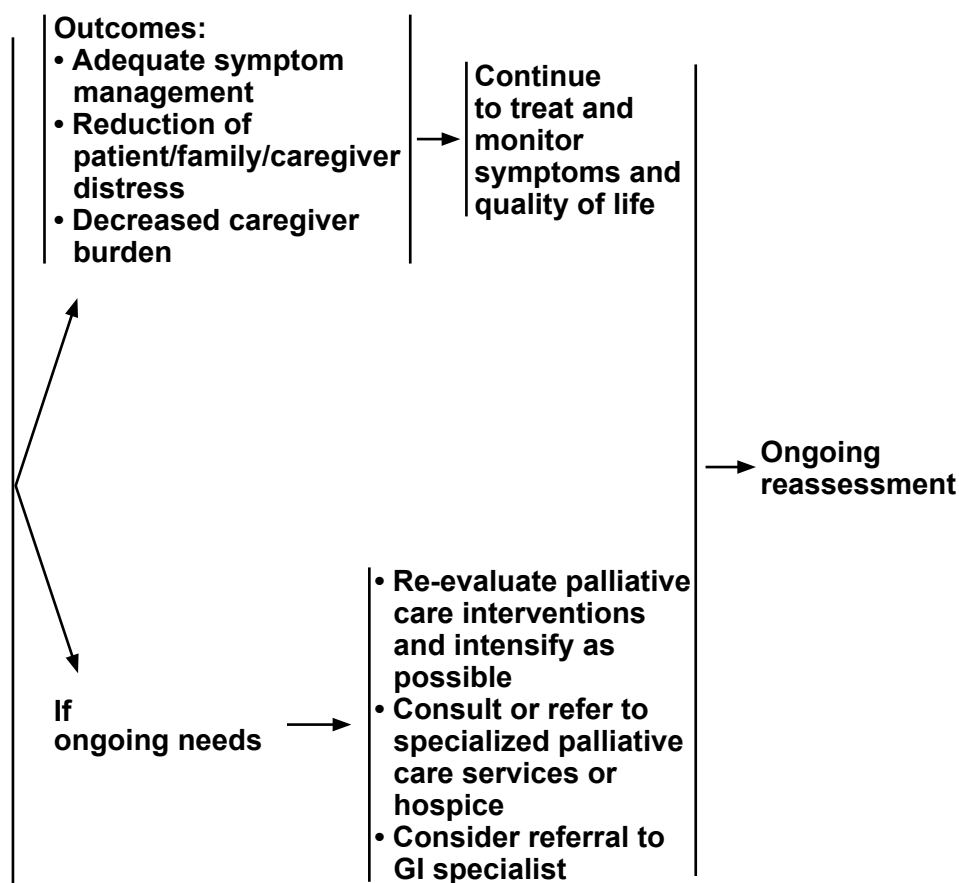 Outcomes:
• Adequate symptom
management
• Reduction of
patient/family/caregiver
distress
• Decreased caregiver
burden
Continue
to treat and
monitor
symptoms and
quality of life
If
ongoing needs
• Re-evaluate palliative
care interventions
and intensify as
possible
• Consult or refer to
specialized palliative
care services or
hospice
• Consider referral to
GI specialist
Ongoing
reassessment